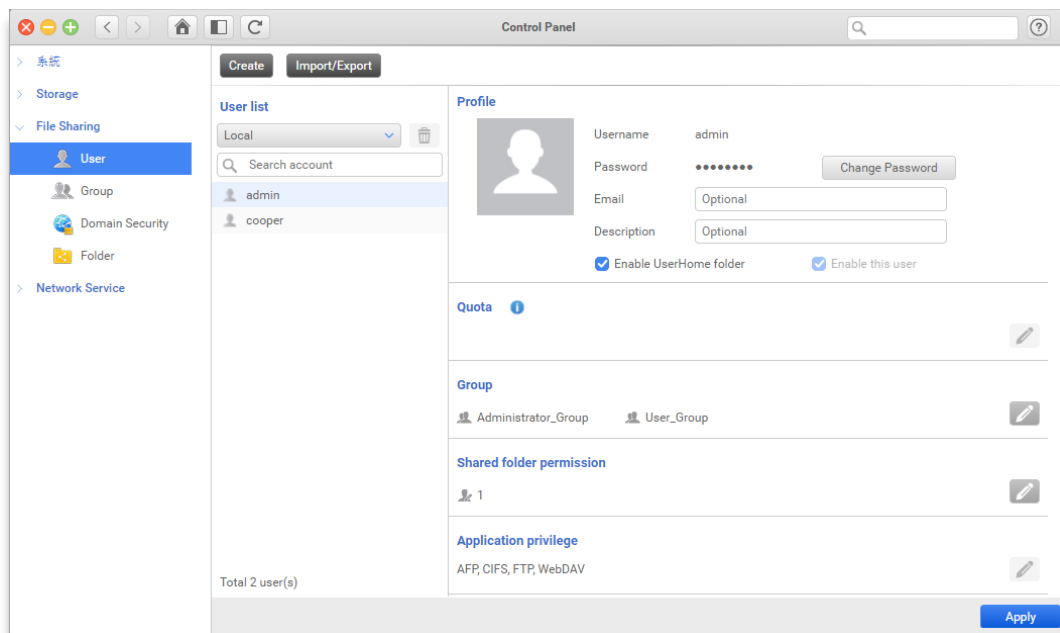 Control Panel
系統
Storage
File Sharing
User
Group
Domain Security
Folder
Network Service
Create
Import/Export
User list
Local
Search account
admin
cooper
Total 2 user(s)
Profile
Username admin
Password ••••••••
Change Password
Email Optional
Description Optional
Enable UserHome folder
Enable this user
Quota
Group
Administrator_Group User_Group
Shared folder permission
1
Application privilege
AFP, CIFS, FTP, WebDAV
Apply